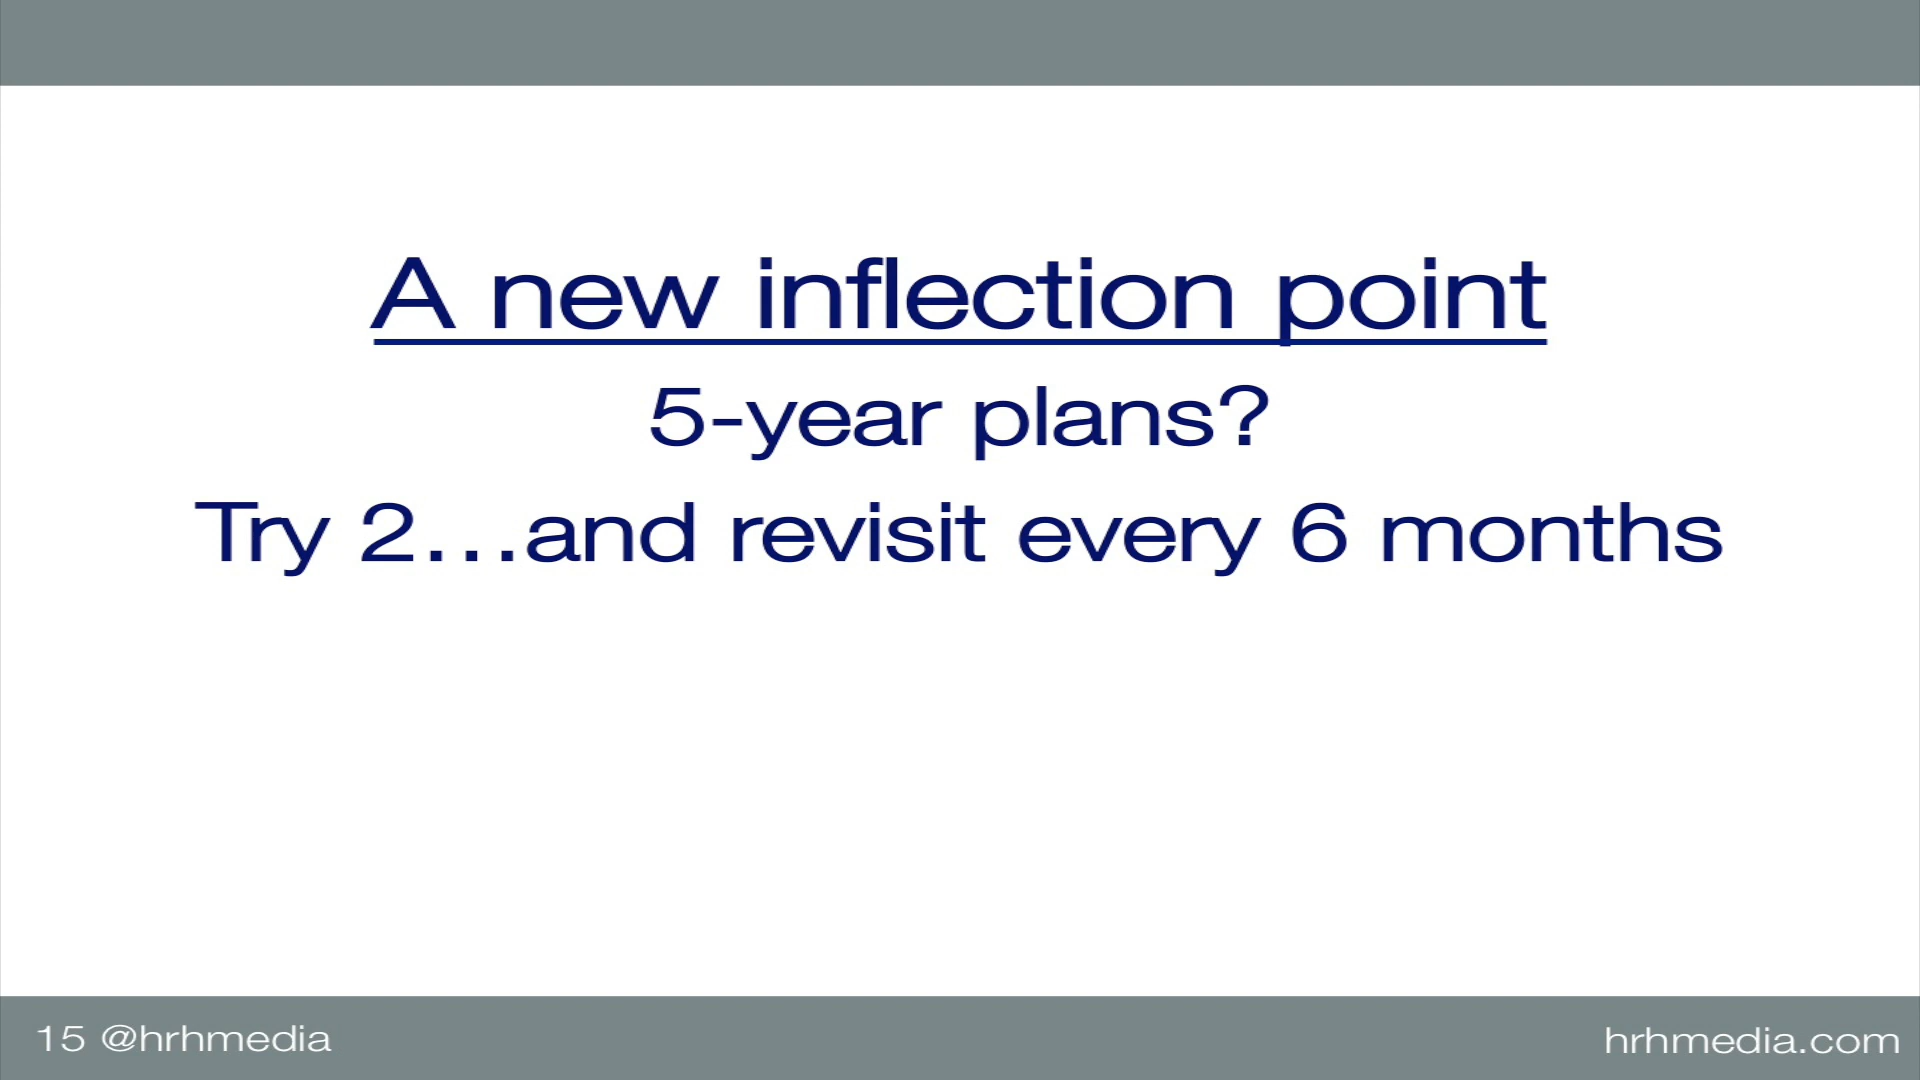 A new inflection point
5-year plans?
Try 2...and revisit every 6 months
15 @hrhmedia
hrhmedia.com